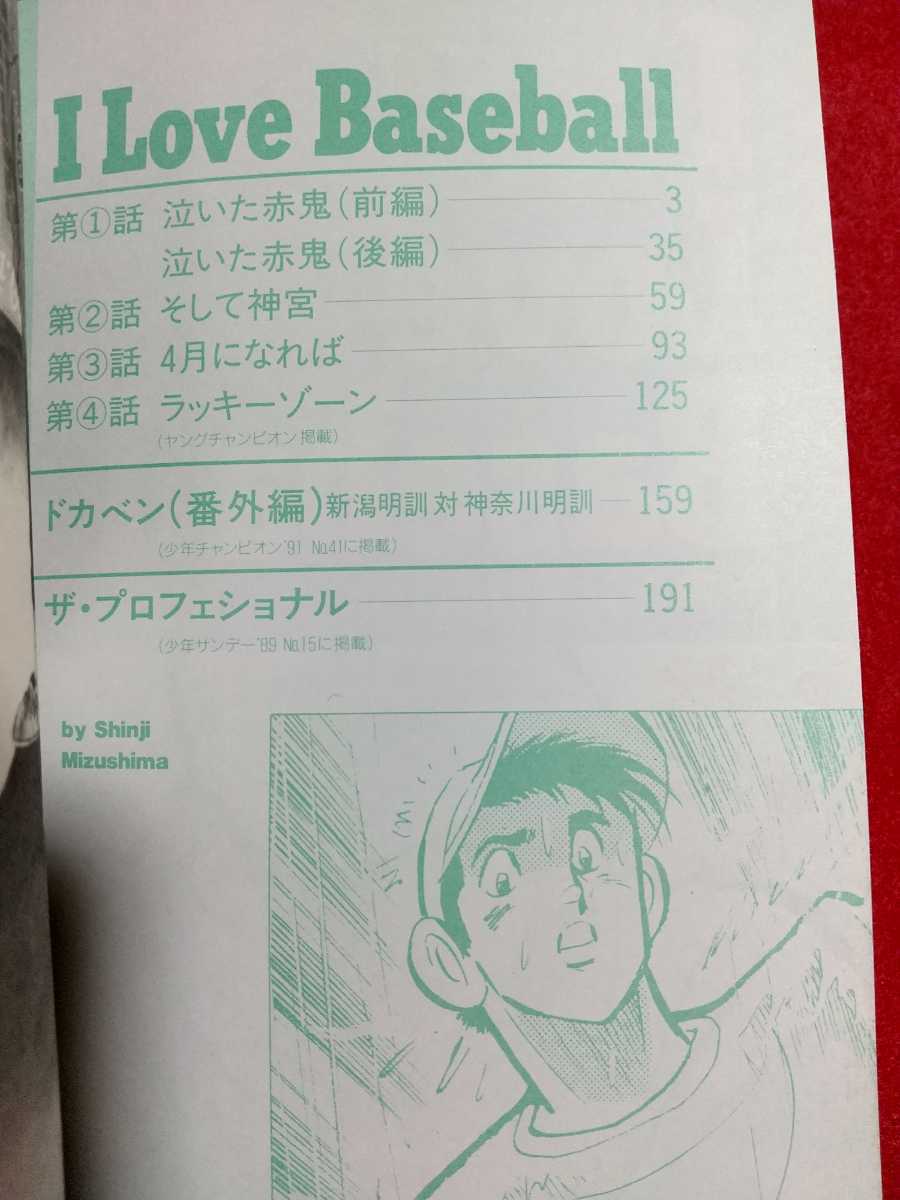 I Love Baseball
第①話 泣いた赤鬼(前編) 3
泣いた赤鬼(後編) 35
第②話 そして神宮 59
第③話 4月になれば 93
第④話 ラッキーゾーン 125
(ヤングチャンピオン掲載)
ドカベン(番外編)新潟明訓対神奈川明訓 159
(少年チャンピオン'91 No.41に掲載)
ザ・プロフェショナル 191
(少年サンデー'89 No.15に掲載)
by Shinji
Mizushima